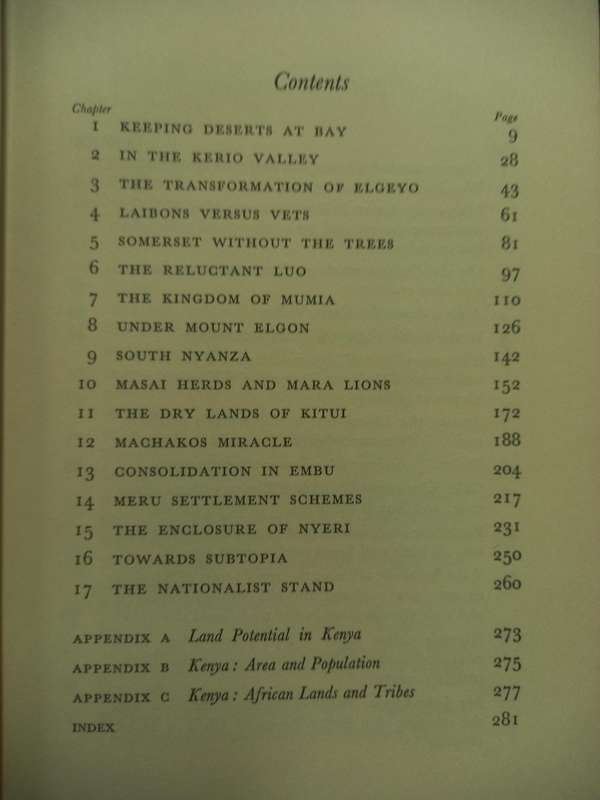 Contents
Chapter Page
1 KEEPING DESERTS AT BAY 9
2 IN THE KERIO VALLEY 28
3 THE TRANSFORMATION OF ELGEYO 43
4 LAIBONS VERSUS VETS 61
5 SOMERSET WITHOUT THE TREES 81
6 THE RELUCTANT LUO 97
7 THE KINGDOM OF MUMIA 110
8 UNDER MOUNT ELGON 126
9 SOUTH NYANZA 142
10 MASAI HERDS AND MARA LIONS 152
11 THE DRY LANDS OF KITUI 172
12 MACHAKOS MIRACLE 188
13 CONSOLIDATION IN EMBU 204
14 MERU SETTLEMENT SCHEMES 217
15 THE ENCLOSURE OF NYERI 231
16 TOWARDS SUBTOPIA 250
17 THE NATIONALIST STAND 260
APPENDIX A Land Potential in Kenya 273
APPENDIX B Kenya: Area and Population 275
APPENDIX C Kenya: African Lands and Tribes 277
INDEX 281